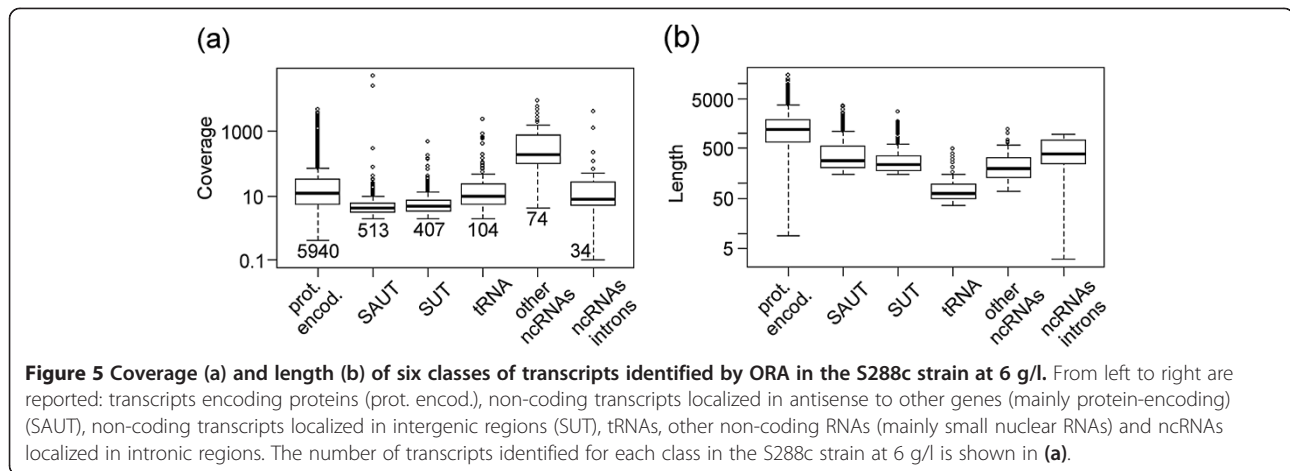 (a)
(b)
Coverage
1000
10
0.1
5940
513
407
104
74
34
prot. encod.
SAUT
SUT
tRNA
other ncRNAs
ncRNAs introns
Length
5000
500
50
5
prot. encod.
SAUT
SUT
tRNA
other ncRNAs
ncRNAs introns
Figure 5 Coverage (a) and length (b) of six classes of transcripts identified by ORA in the S288c strain at 6 g/l. From left to right are
reported: transcripts encoding proteins (prot. encod.), non-coding transcripts localized in antisense to other genes (mainly protein-encoding)
(SAUT), non-coding transcripts localized in intergenic regions (SUT), tRNAs, other non-coding RNAs (mainly small nuclear RNAs) and ncRNAs
localized in intronic regions. The number of transcripts identified for each class in the S288c strain at 6 g/l is shown in (a).